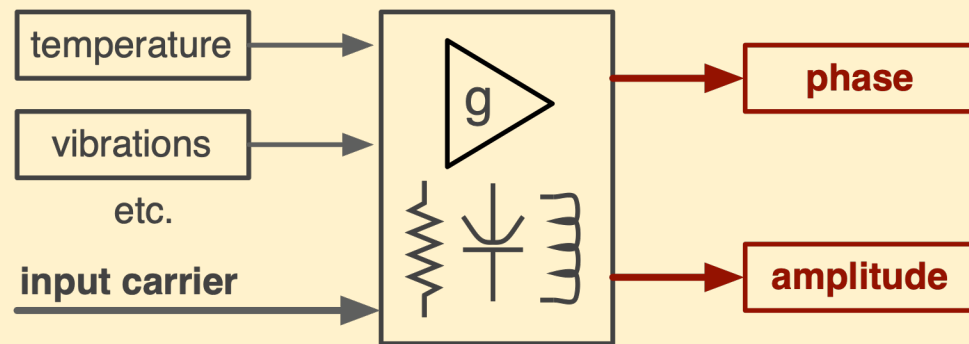 temperature
vibrations
etc.
input carrier
g
phase
amplitude